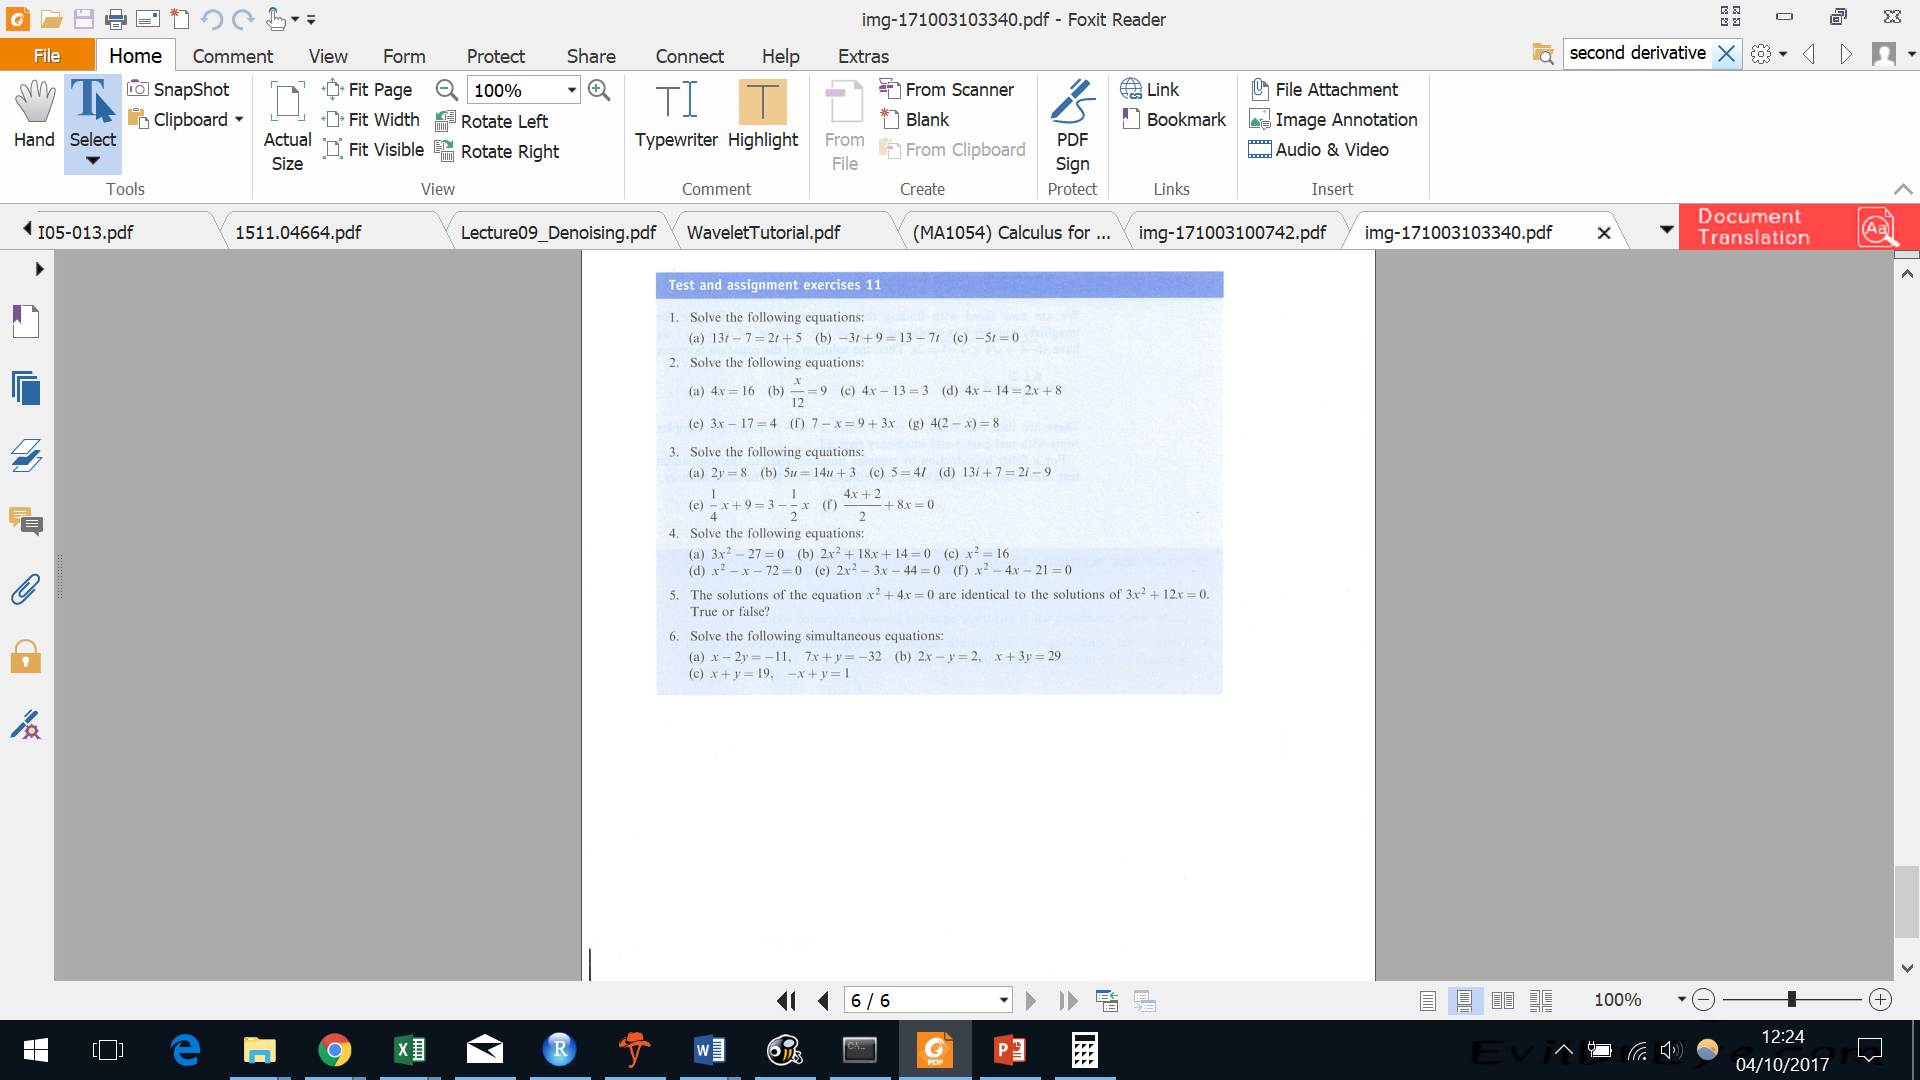 img-171003103340.pdf - Foxit Reader
File Home Comment View Form Protect Share Connect Help Extras second derivative
Hand
Select
SnapShot
Clipboard
Tools
Actual Size
Fit Page
Fit Width
Fit Visible
100%
Rotate Left
Rotate Right
View
Typewriter
Highlight
Comment
From File
From Scanner
Blank
From Clipboard
Create
PDF Sign
Protect
Link
Bookmark
Links
File Attachment
Image Annotation
Audio & Video
Insert
I05-013.pdf 1511.04664.pdf Lecture09_Denoising.pdf WaveletTutorial.pdf (MA1054) Calculus for ... img-171003100742.pdf img-171003103340.pdf
Document
Translation
Aa
Test and assignment exercises 11
1. Solve the following equations:
(a) 13t − 7 = 2t + 5 (b) −3t + 9 = 13 − 7t (c) −5t = 0
2. Solve the following equations:
(a) 4x = 16 (b) x/12 = 9 (c) 4x − 13 = 3 (d) 4x − 14 = 2x + 8
(e) 3x − 17 = 4 (f) 7 − x = 9 + 3x (g) 4(2 − x) = 8
3. Solve the following equations:
(a) 2y = 8 (b) 5u = 14u + 3 (c) 5 = 4I (d) 13i + 7 = 2i − 9
(e) 1/4 x + 9 = 3 − 1/2 x (f) (4x + 2)/2 + 8x = 0
4. Solve the following equations:
(a) 3x² − 27 = 0 (b) 2x² + 18x + 14 = 0 (c) x² = 16
(d) x² − x − 72 = 0 (e) 2x² − 3x − 44 = 0 (f) x² − 4x − 21 = 0
5. The solutions of the equation x² + 4x = 0 are identical to the solutions of 3x² + 12x = 0.
True or false?
6. Solve the following simultaneous equations:
(a) x − 2y = −11, 7x + y = −32 (b) 2x − y = 2, x + 3y = 29
(c) x + y = 19, −x + y = 1
6 / 6
100%
12:24
04/10/2017